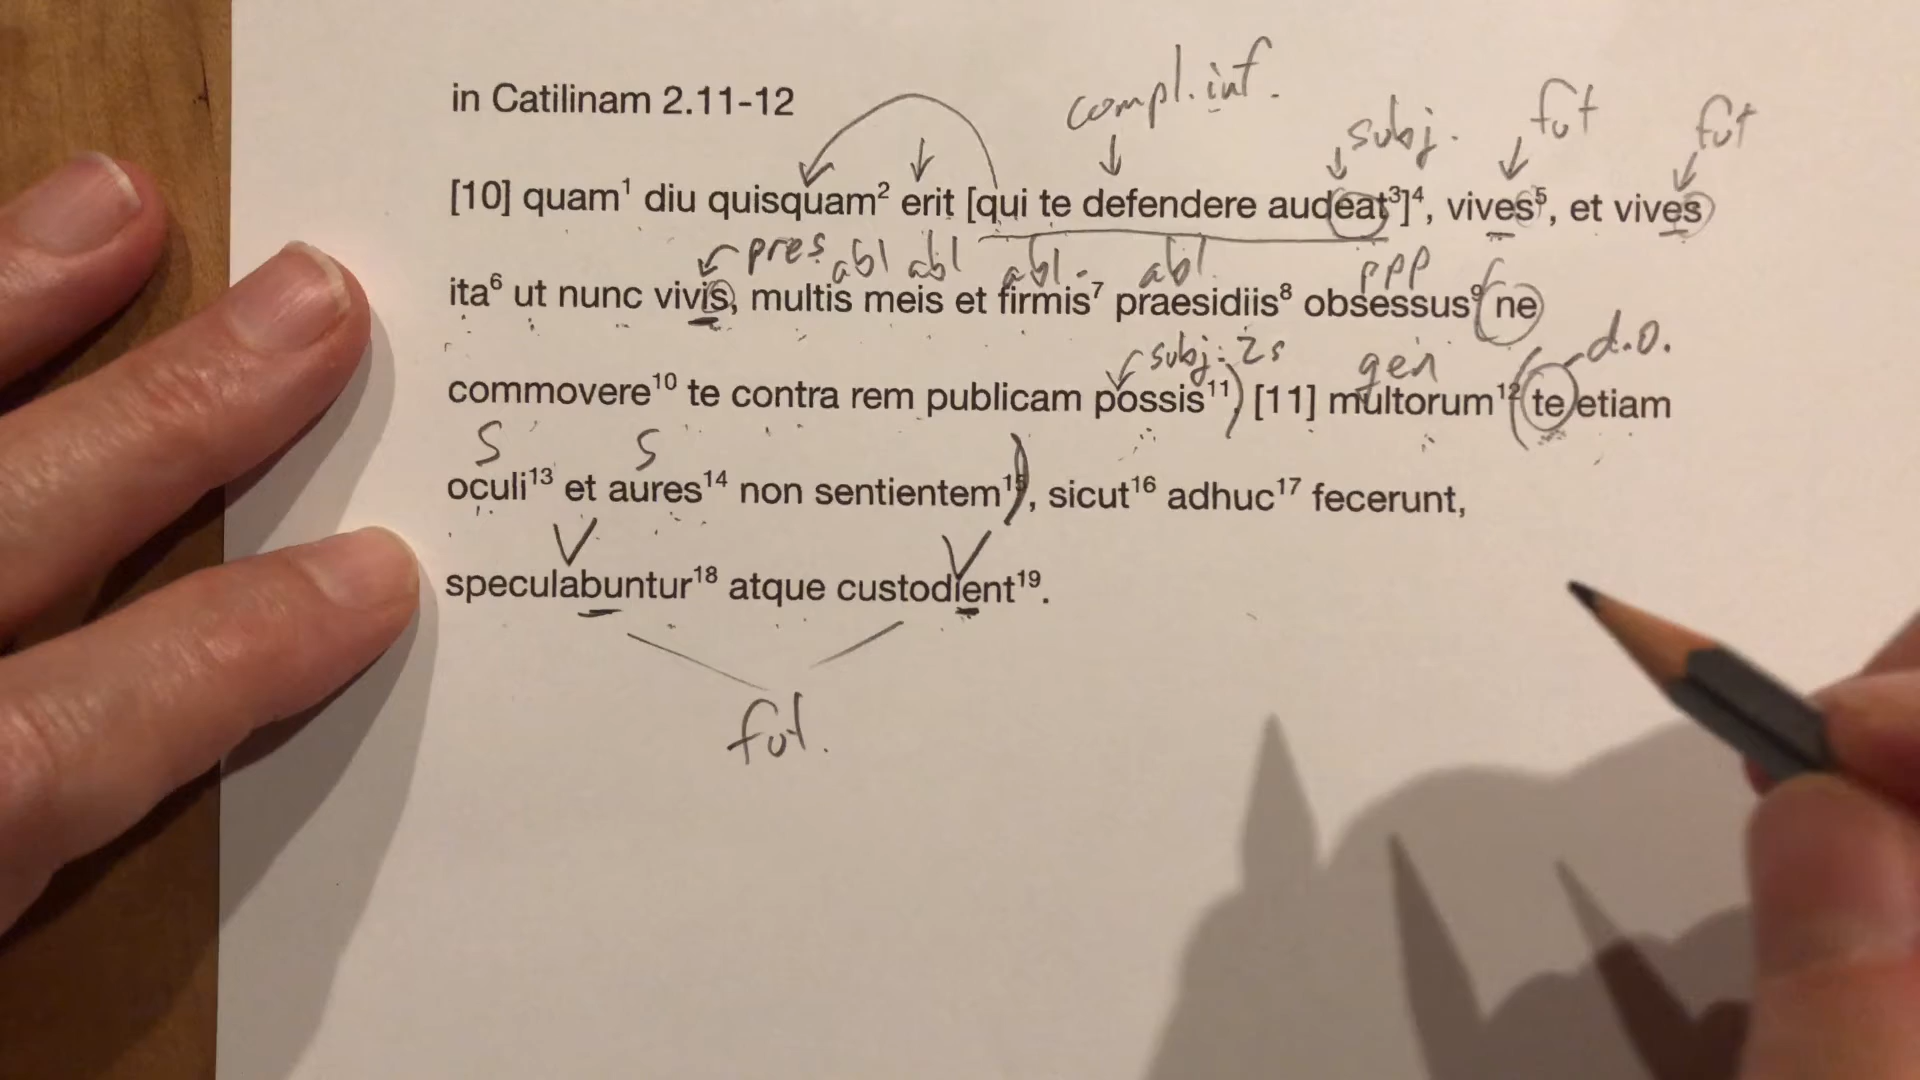 in Catilinam 2.11-12
compl. inf.
subj.
fut
fut
[10] quam¹ diu quisquam² erit [qui te defendere audeat³]⁴, vives⁵, et vives
pres
abl
abl
abl.
abl.
ppp
ita⁶ ut nunc vivis, multis meis et firmis⁷ praesidiis⁸ obsessus⁹ (ne
subj. 2s
gen
d.o.
commovere¹⁰ te contra rem publicam possis¹¹) [11] multorum¹² (te etiam
S
S
oculi¹³ et aures¹⁴ non sentientem¹⁵), sicut¹⁶ adhuc¹⁷ fecerunt,
V
V
speculabuntur¹⁸ atque custodient¹⁹.
fut.